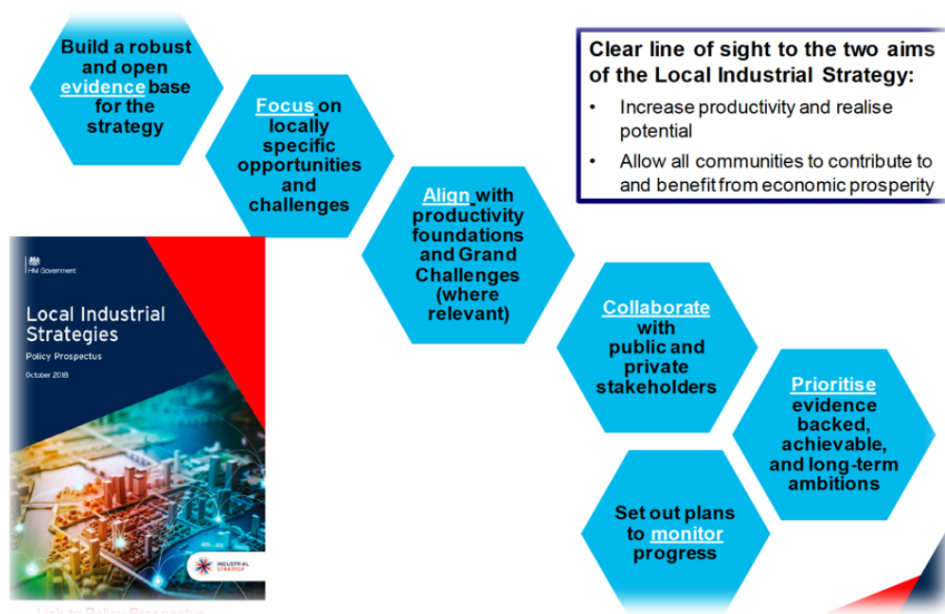 Build a robust
and open
evidence base
for the
strategy
Focus on
locally
specific
opportunities
and
challenges
Align with
productivity
foundations
and Grand
Challenges
(where
relevant)
Collaborate
with
public and
private
stakeholders
Prioritise
evidence
backed,
achievable,
and long-term
ambitions
Set out plans
to monitor
progress
Clear line of sight to the two aims
of the Local Industrial Strategy:
• Increase productivity and realise
potential
• Allow all communities to contribute to
and benefit from economic prosperity
HM Government
Local Industrial
Strategies
Policy Prospectus
October 2018
INDUSTRIAL
STRATEGY
Link to Policy Prospectus